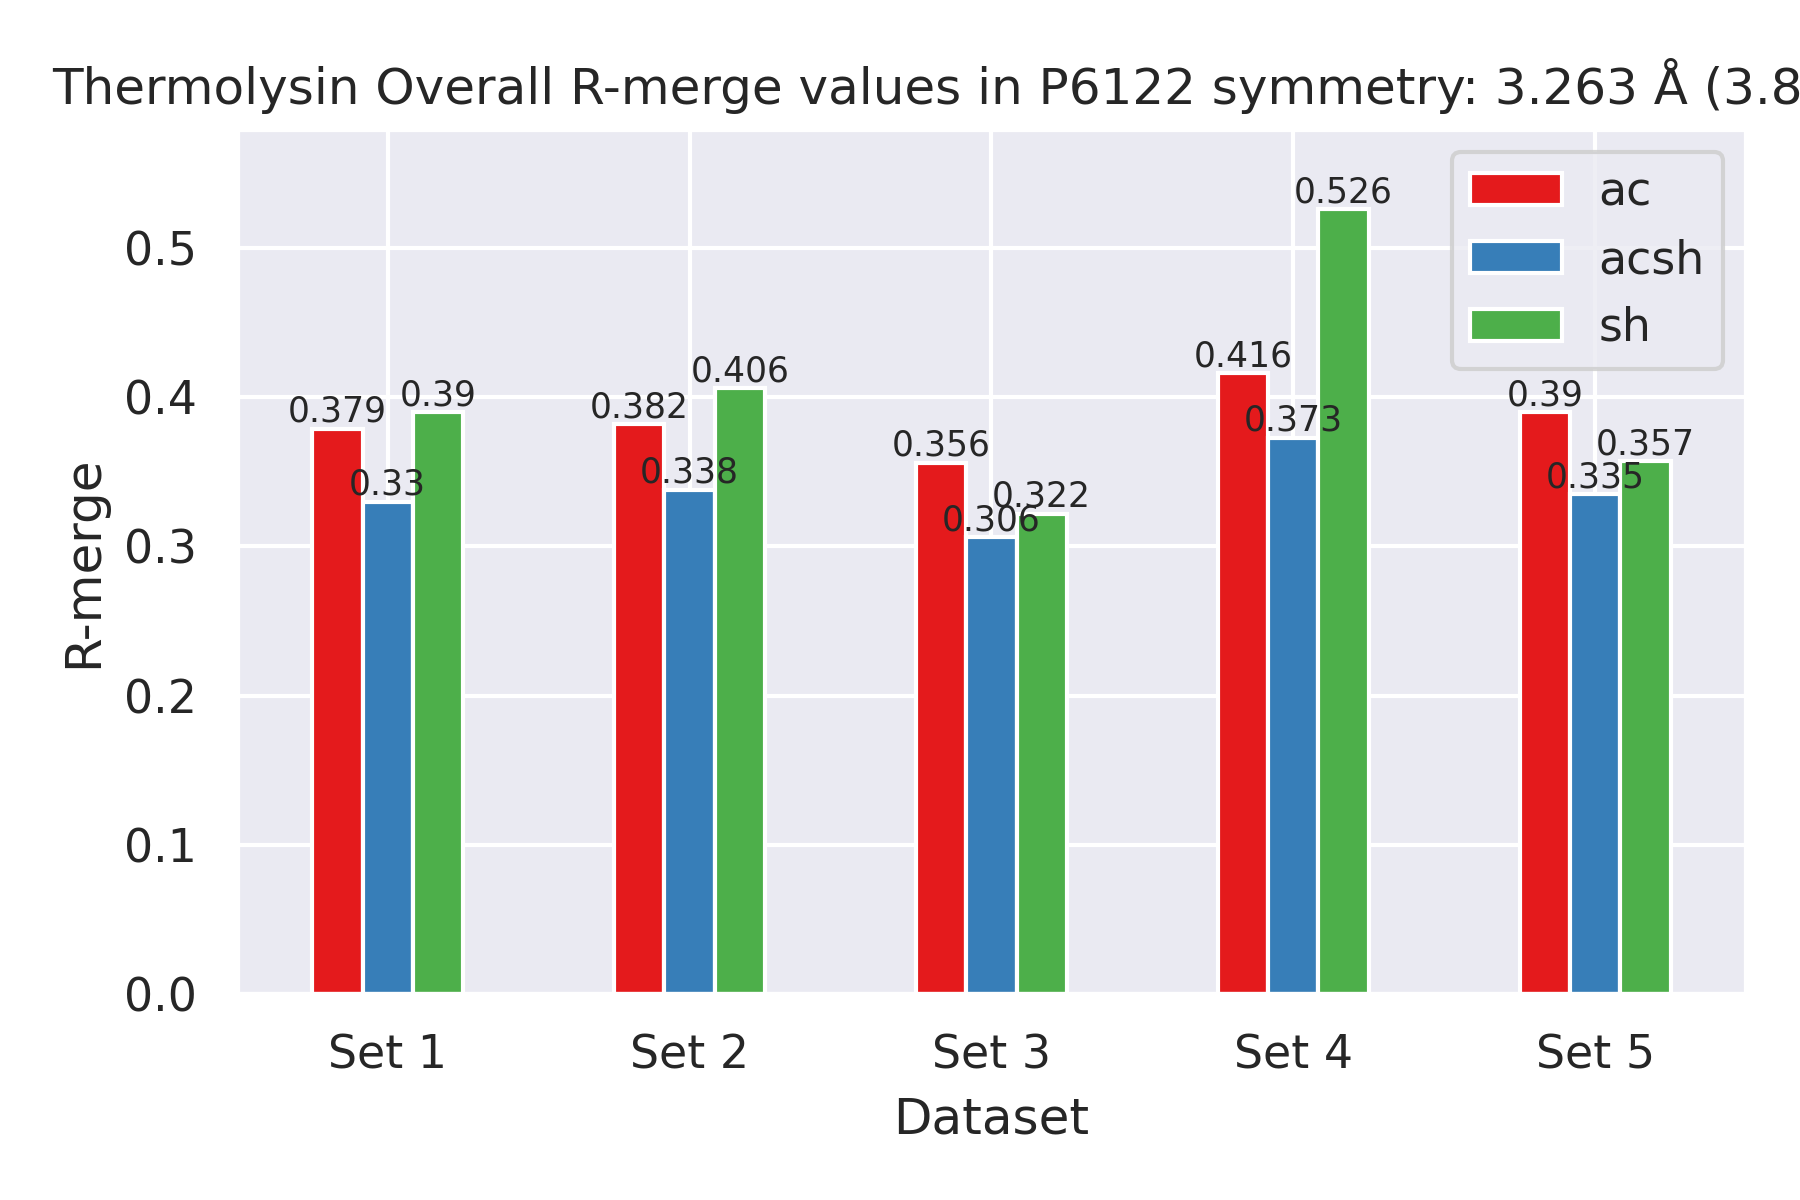 Thermolysin Overall R-merge values in P6122 symmetry: 3.263 Å (3.8
ac
acsh
sh
R-merge
0.5
0.4
0.3
0.2
0.1
0.0
0.379
0.33
0.39
0.382
0.338
0.406
0.356
0.306
0.322
0.416
0.373
0.526
0.39
0.335
0.357
Set 1
Set 2
Set 3
Set 4
Set 5
Dataset